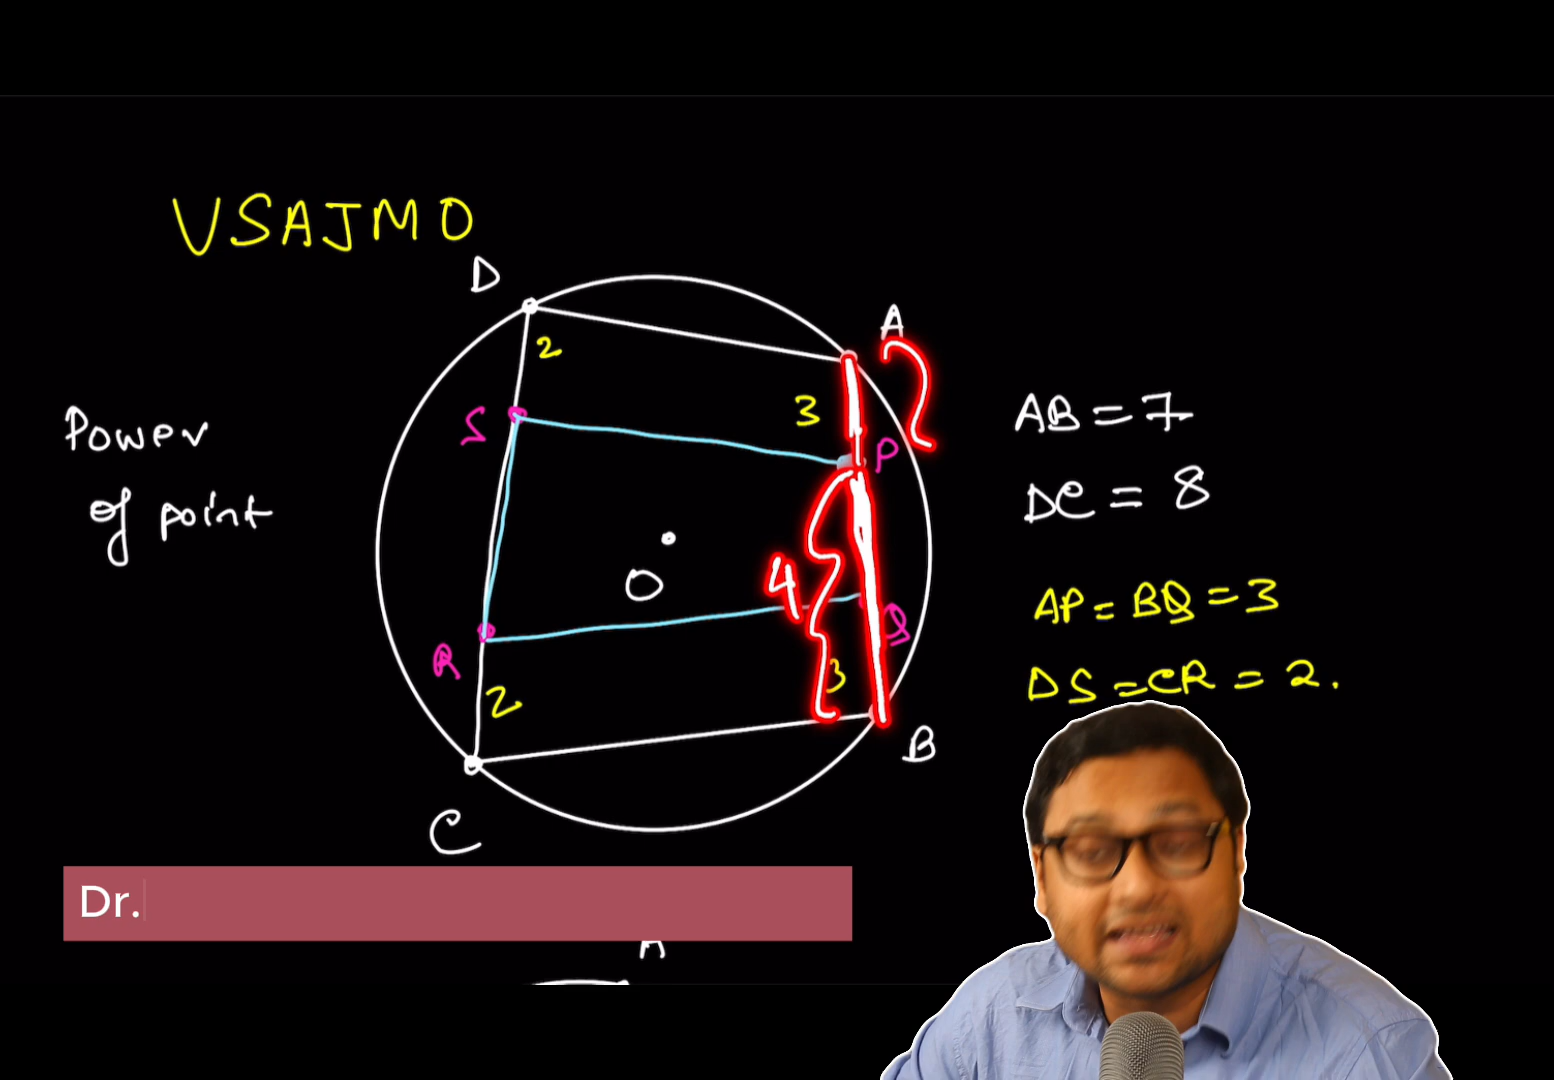 VSAJMO
D
A
2
3
S
P
AB = 7
Power
of point
DC = 8
4
O
AP = BQ = 3
Q
R
3
DS = CR = 2.
2
B
C
Dr.